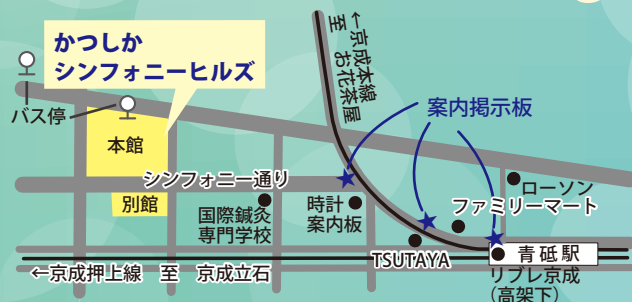 かつしか
シンフォニーヒルズ
バス停
本館
別館
←京成本線
至 お花茶屋
案内掲示板
シンフォニー通り
国際鍼灸
専門学校
時計
案内板
ローソン
ファミリーマート
TSUTAYA
青砥駅
リブレ京成
(高架下)
←京成押上線 至 京成立石